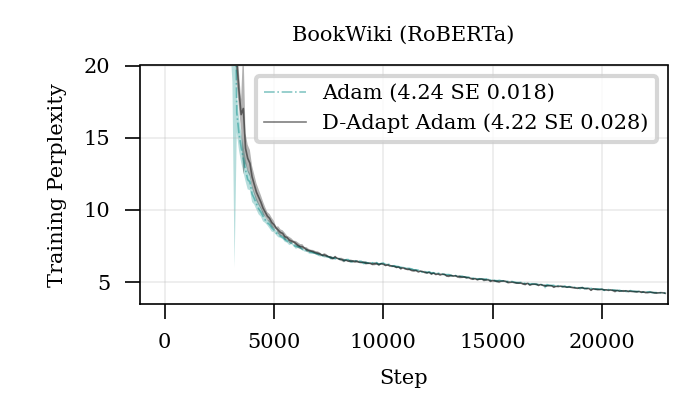 BookWiki (RoBERTa)
20
15
10
5
Training Perplexity
Adam (4.24 SE 0.018)
D-Adapt Adam (4.22 SE 0.028)
0 5000 10000 15000 20000
Step